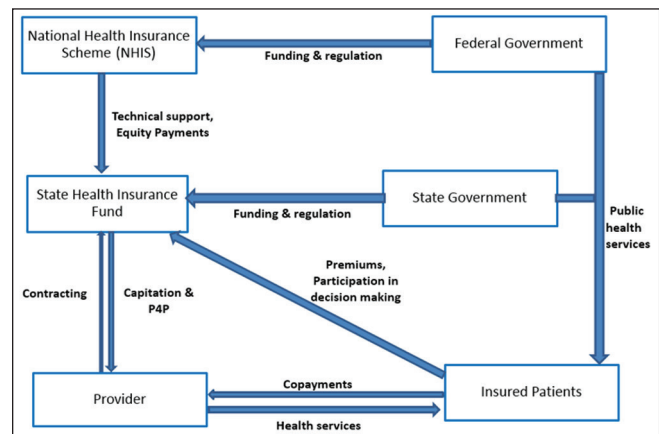 National Health Insurance
Scheme (NHIS)
Federal Government
Funding & regulation
Technical support,
Equity Payments
State Health Insurance
Fund
State Government
Funding & regulation
Public
health
services
Premiums,
Participation in
decision making
Contracting
Capitation &
P4P
Copayments
Provider
Insured Patients
Health services